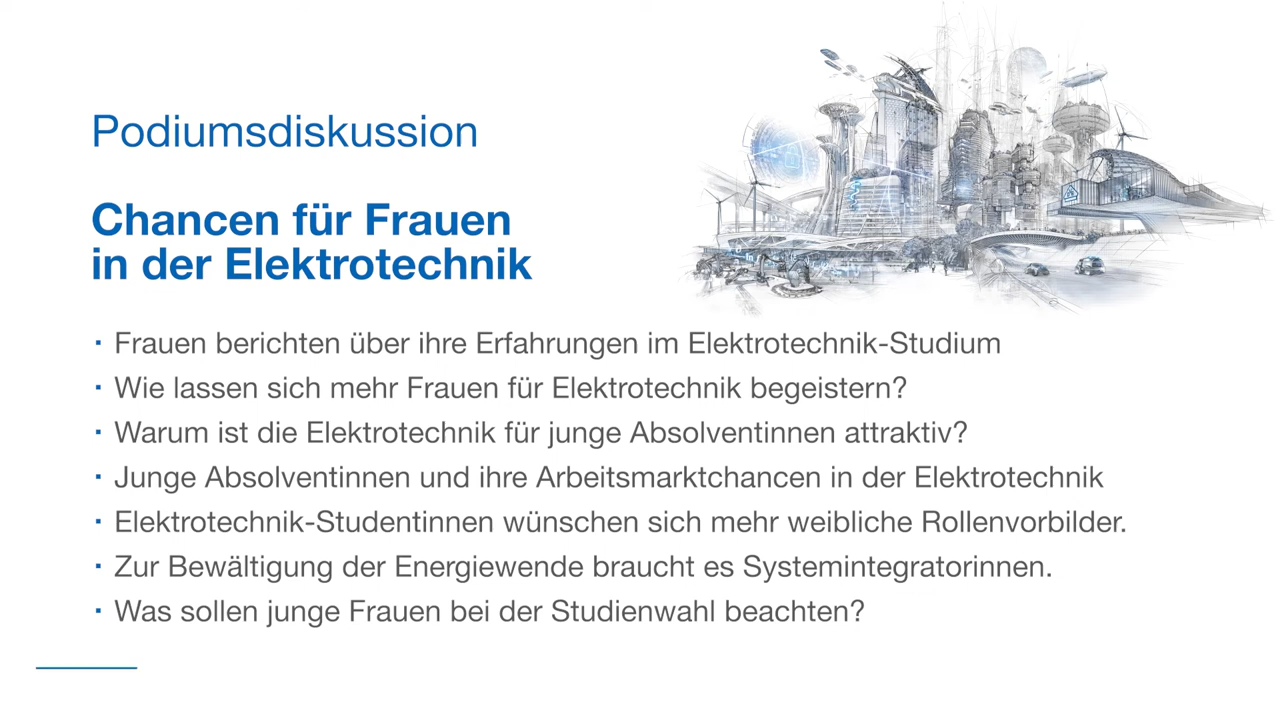 Podiumsdiskussion
Chancen für Frauen
in der Elektrotechnik
· Frauen berichten über ihre Erfahrungen im Elektrotechnik-Studium
· Wie lassen sich mehr Frauen für Elektrotechnik begeistern?
· Warum ist die Elektrotechnik für junge Absolventinnen attraktiv?
· Junge Absolventinnen und ihre Arbeitsmarktchancen in der Elektrotechnik
· Elektrotechnik-Studentinnen wünschen sich mehr weibliche Rollenvorbilder.
· Zur Bewältigung der Energiewende braucht es Systemintegratorinnen.
· Was sollen junge Frauen bei der Studienwahl beachten?